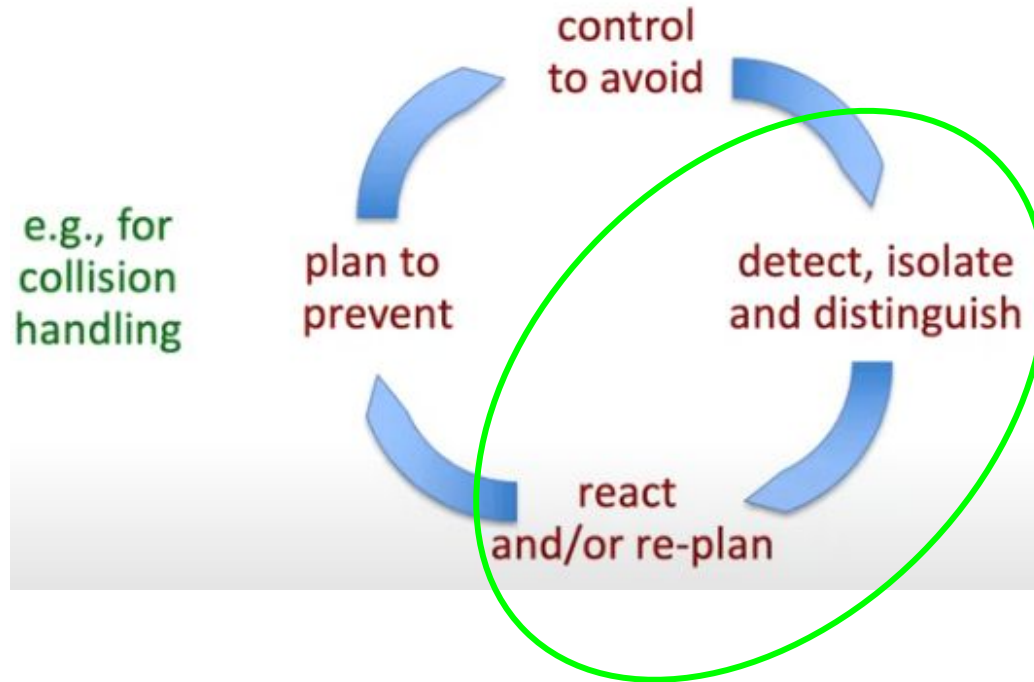 control
to avoid
e.g., for
collision
handling
plan to
prevent
detect, isolate
and distinguish
react
and/or re-plan